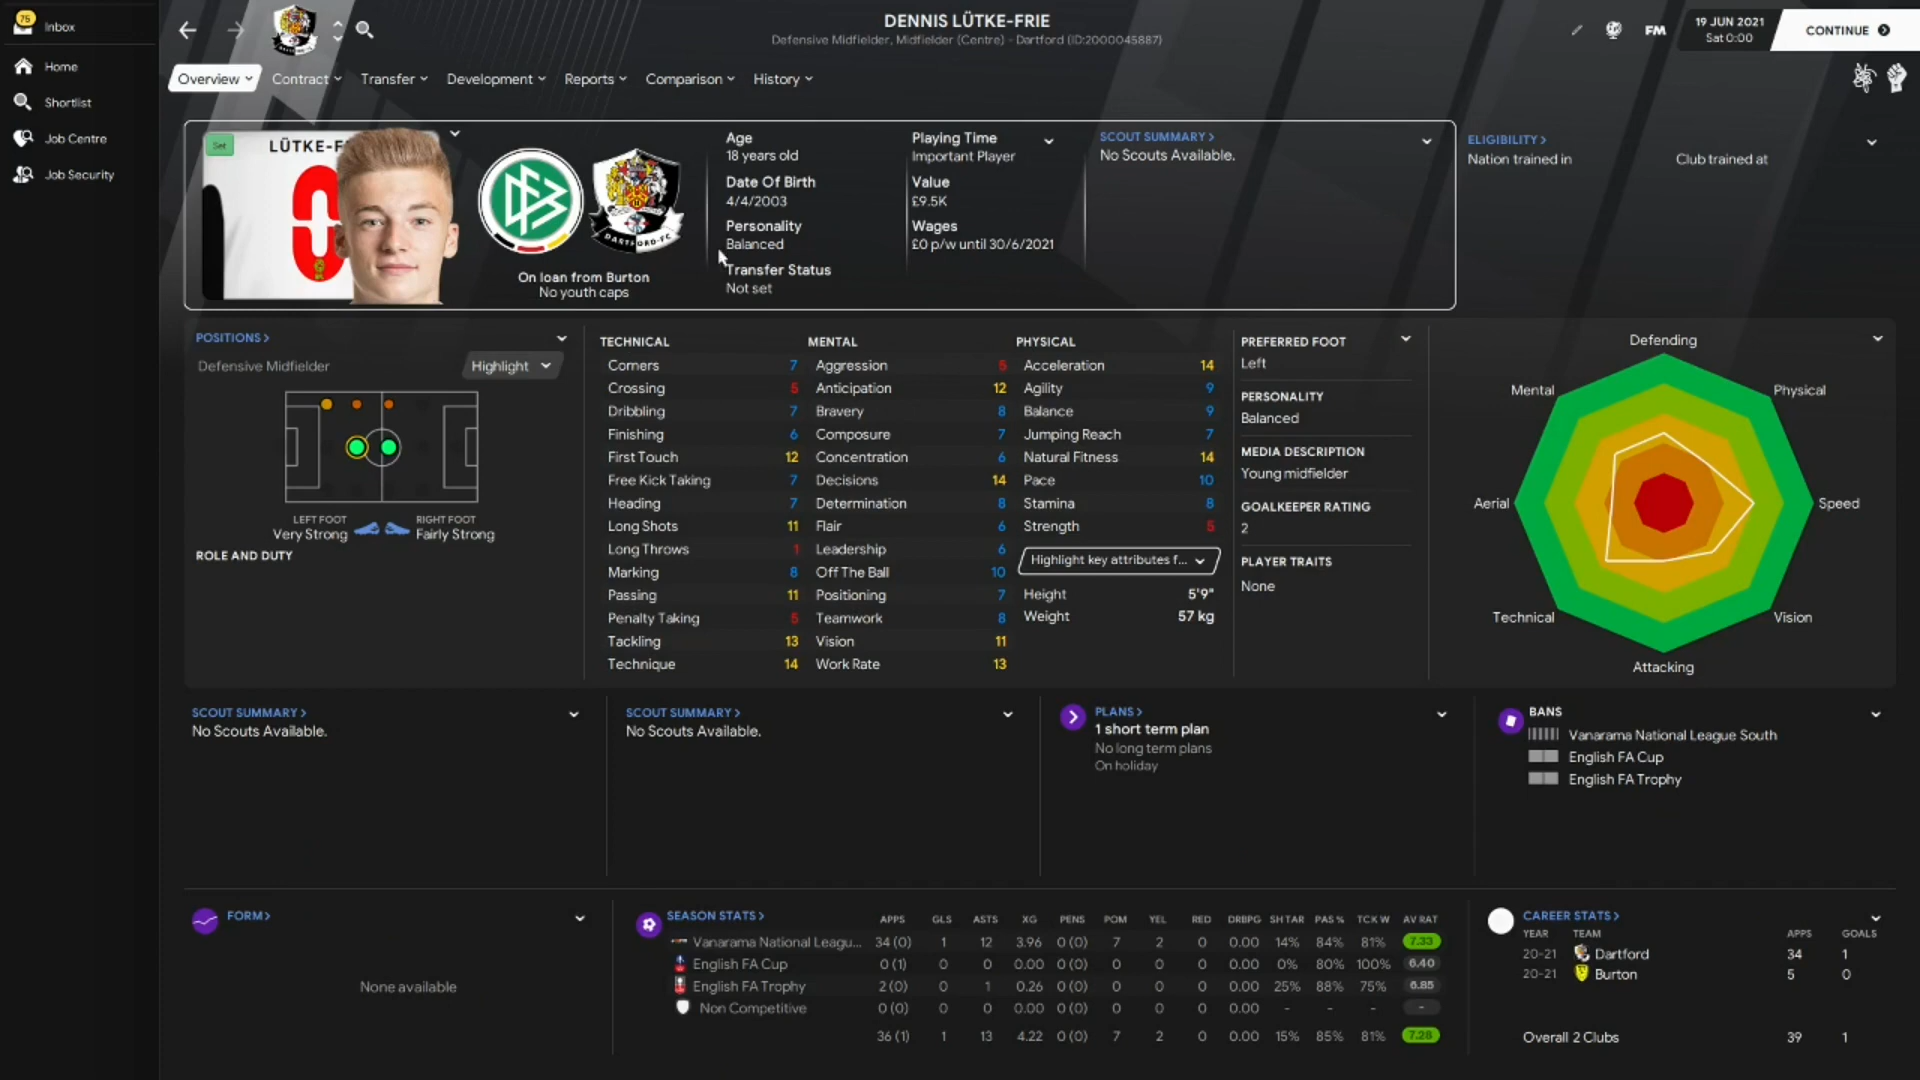 75
Inbox
Home
Shortlist
Job Centre
Job Security
DENNIS LÜTKE-FRIE
Defensive Midfielder, Midfielder (Centre) - Dartford (ID:2000045887)
FM
19 JUN 2021
Sat 0:00
CONTINUE
Overview
Contract
Transfer
Development
Reports
Comparison
History
Set
LÜTKE-F
DARTFORD-FC
On loan from Burton
No youth caps
Age
18 years old
Date Of Birth
4/4/2003
Personality
Balanced
Transfer Status
Not set
Playing Time
Important Player
Value
£9.5K
Wages
£0 p/w until 30/6/2021
SCOUT SUMMARY >
No Scouts Available.
ELIGIBILITY >
Nation trained in Club trained at
POSITIONS >
Defensive Midfielder
Highlight
LEFT FOOT
Very Strong
RIGHT FOOT
Fairly Strong
ROLE AND DUTY
TECHNICAL
Corners 7
Crossing 5
Dribbling 7
Finishing 6
First Touch 12
Free Kick Taking 7
Heading 7
Long Shots 11
Long Throws 1
Marking 8
Passing 11
Penalty Taking 5
Tackling 13
Technique 14
MENTAL
Aggression 5
Anticipation 12
Bravery 8
Composure 7
Concentration 6
Decisions 14
Determination 8
Flair 6
Leadership 6
Off The Ball 10
Positioning 7
Teamwork 8
Vision 11
Work Rate 13
PHYSICAL
Acceleration 14
Agility 9
Balance 9
Jumping Reach 7
Natural Fitness 14
Pace 10
Stamina 8
Strength 5
Highlight key attributes f...
Height 5'9"
Weight 57 kg
PREFERRED FOOT
Left
PERSONALITY
Balanced
MEDIA DESCRIPTION
Young midfielder
GOALKEEPER RATING
2
PLAYER TRAITS
None
Defending
Physical
Speed
Vision
Attacking
Technical
Aerial
Mental
SCOUT SUMMARY >
No Scouts Available.
SCOUT SUMMARY >
No Scouts Available.
PLANS >
1 short term plan
No long term plans
On holiday
BANS
Vanarama National League South
English FA Cup
English FA Trophy
FORM >
None available
SEASON STATS > APPS GLS ASTS XG PENS POM YEL RED DRBPG SH TAR PAS % TCK W AV RAT
Vanarama National Leagu... 34 (0) 1 12 3.96 0 (0) 7 2 0 0.00 14% 84% 81% 7.33
English FA Cup 0 (1) 0 0 0.00 0 (0) 0 0 0 0.00 0% 80% 100% 6.40
English FA Trophy 2 (0) 0 1 0.26 0 (0) 0 0 0 0.00 25% 88% 75% 6.85
Non Competitive 0 (0) 0 0 0.00 0 (0) 0 0 0 0.00 - - - -
36 (1) 1 13 4.22 0 (0) 7 2 0 0.00 15% 85% 81% 7.28
CAREER STATS >
YEAR TEAM APPS GOALS
20-21 Dartford 34 1
20-21 Burton 5 0
Overall 2 Clubs 39 1